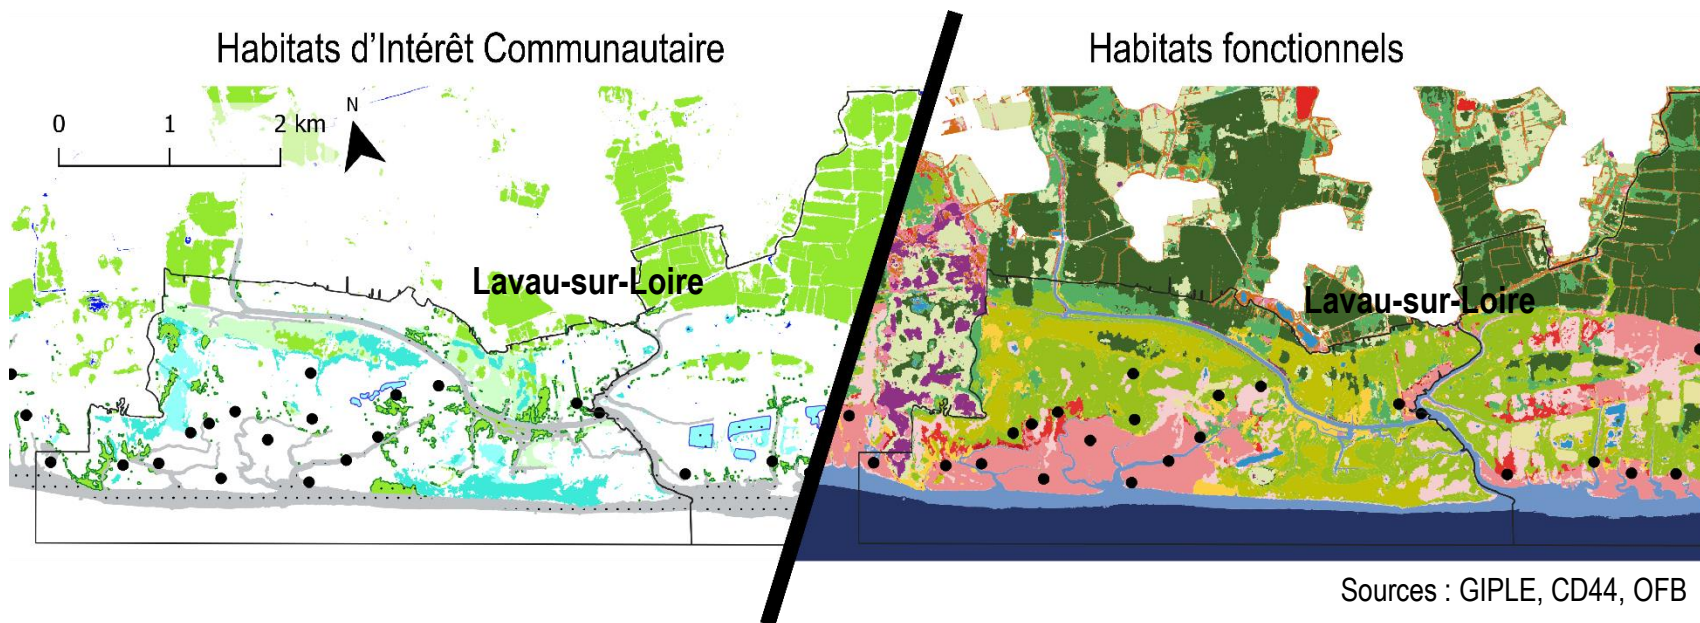 Habitats d'Intérêt Communautaire
Habitats fonctionnels
N
0 1 2 km
Lavau-sur-Loire
Lavau-sur-Loire
Sources : GIPLE, CD44, OFB